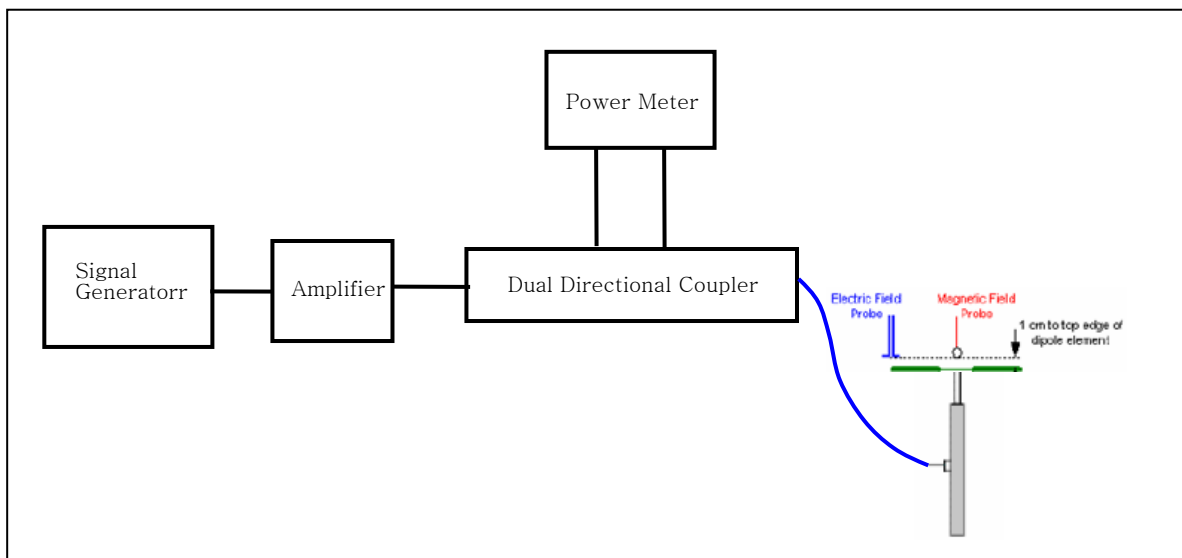 Power Meter
Signal
Generatorr
Amplifier
Dual Directional Coupler
Electric Field
Probe
Magnetic Field
Probe
1 cm to top edge of
dipole element